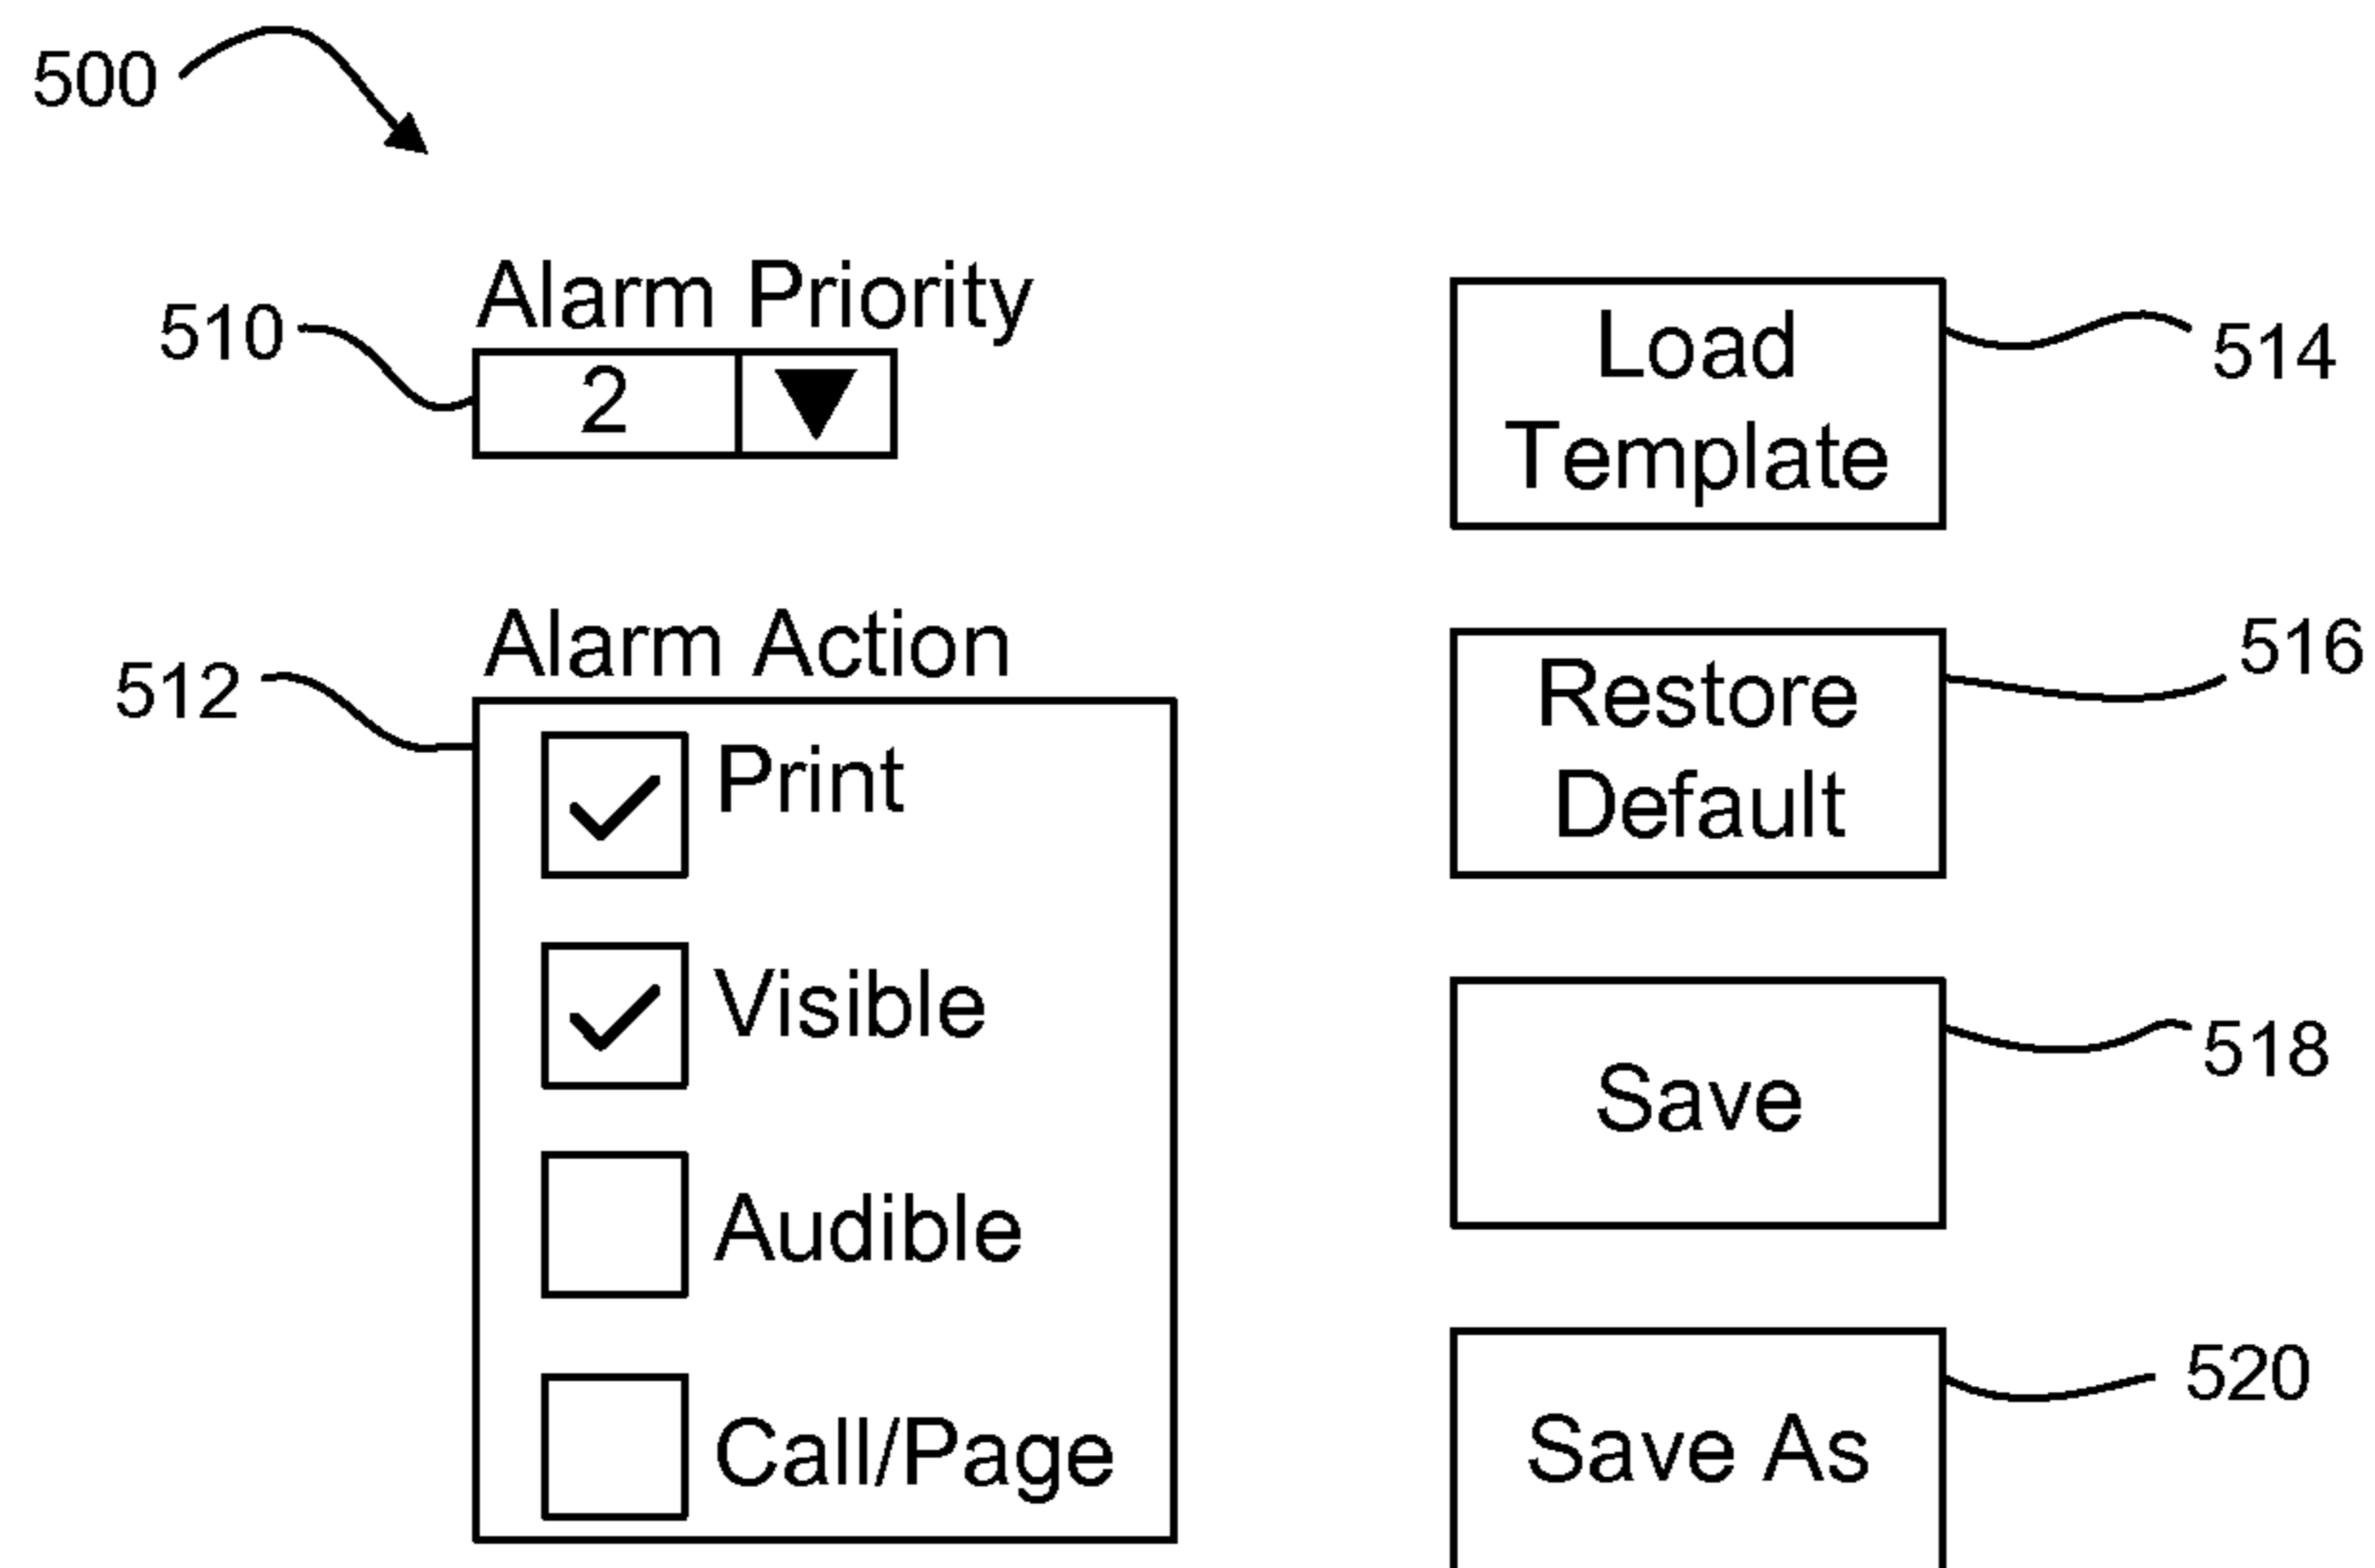 500
Alarm Priority
510
2
Load
Template
514
Alarm Action
512
Print
Visible
Audible
Call/Page
Restore
Default
516
Save
518
Save As
520